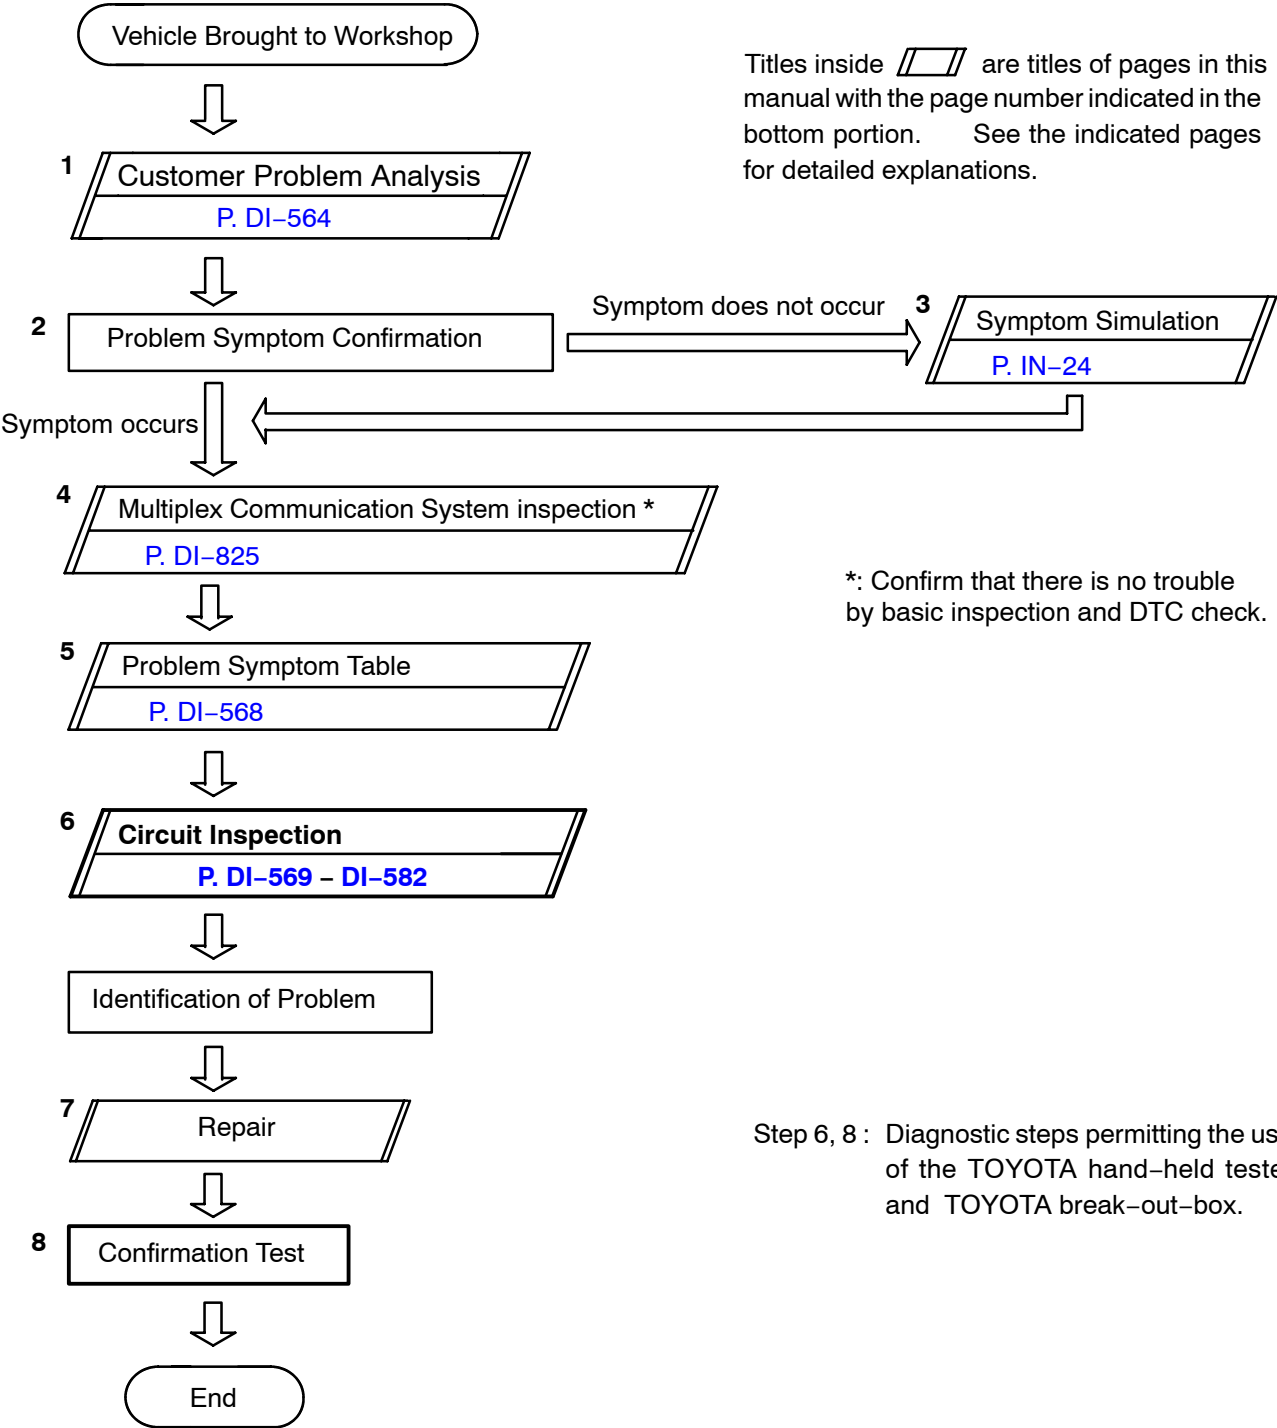 Vehicle Brought to Workshop
Titles inside are titles of pages in this
manual with the page number indicated in the
bottom portion. See the indicated pages
for detailed explanations.
1
Customer Problem Analysis
P. DI–564
2
Problem Symptom Confirmation
Symptom does not occur
3
Symptom Simulation
P. IN–24
Symptom occurs
4
Multiplex Communication System inspection *
P. DI–825
*: Confirm that there is no trouble
by basic inspection and DTC check.
5
Problem Symptom Table
P. DI–568
6
Circuit Inspection
P. DI–569 – DI–582
Identification of Problem
7
Repair
Step 6, 8 : Diagnostic steps permitting the us
of the TOYOTA hand–held teste
and TOYOTA break–out–box.
8
Confirmation Test
End